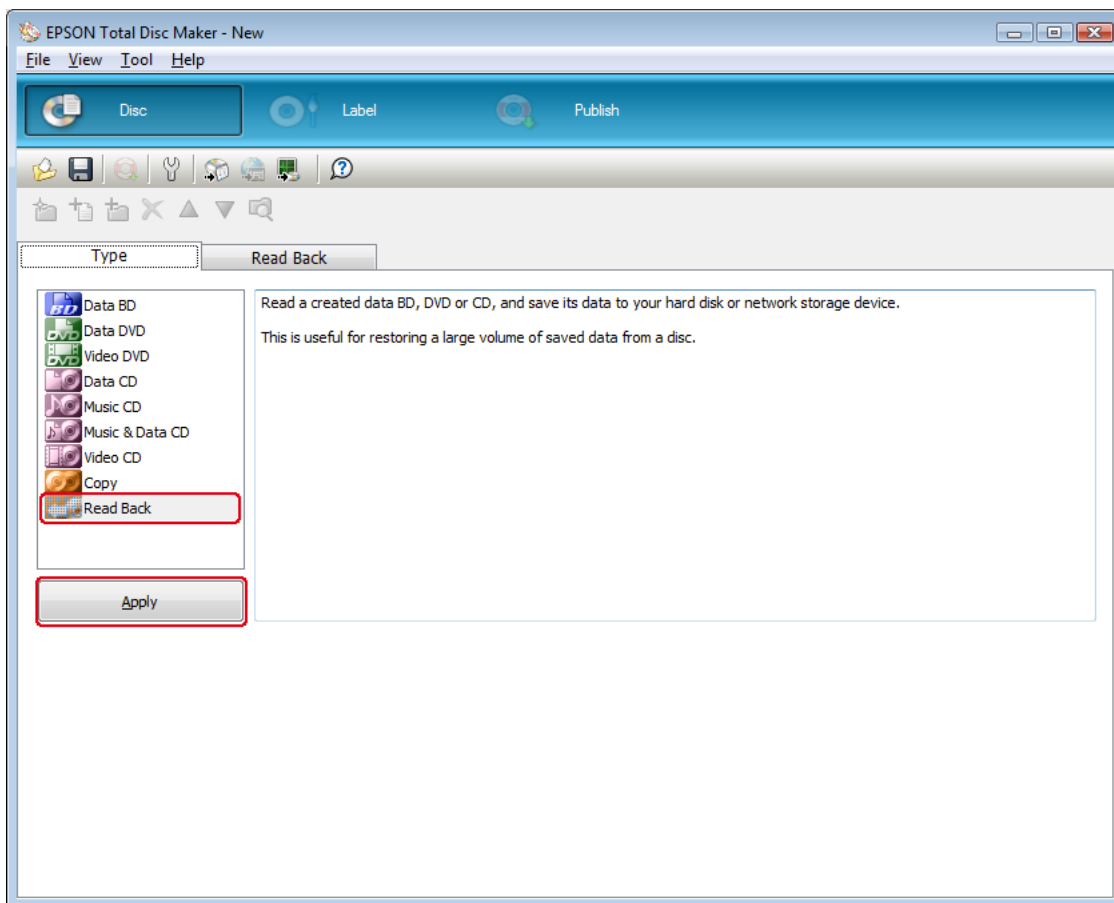 EPSON Total Disc Maker - New
File View Tool Help
Disc Label Publish
Type Read Back
Data BD
Data DVD
Video DVD
Data CD
Music CD
Music & Data CD
Video CD
Copy
Read Back
Apply
Read a created data BD, DVD or CD, and save its data to your hard disk or network storage device.
This is useful for restoring a large volume of saved data from a disc.